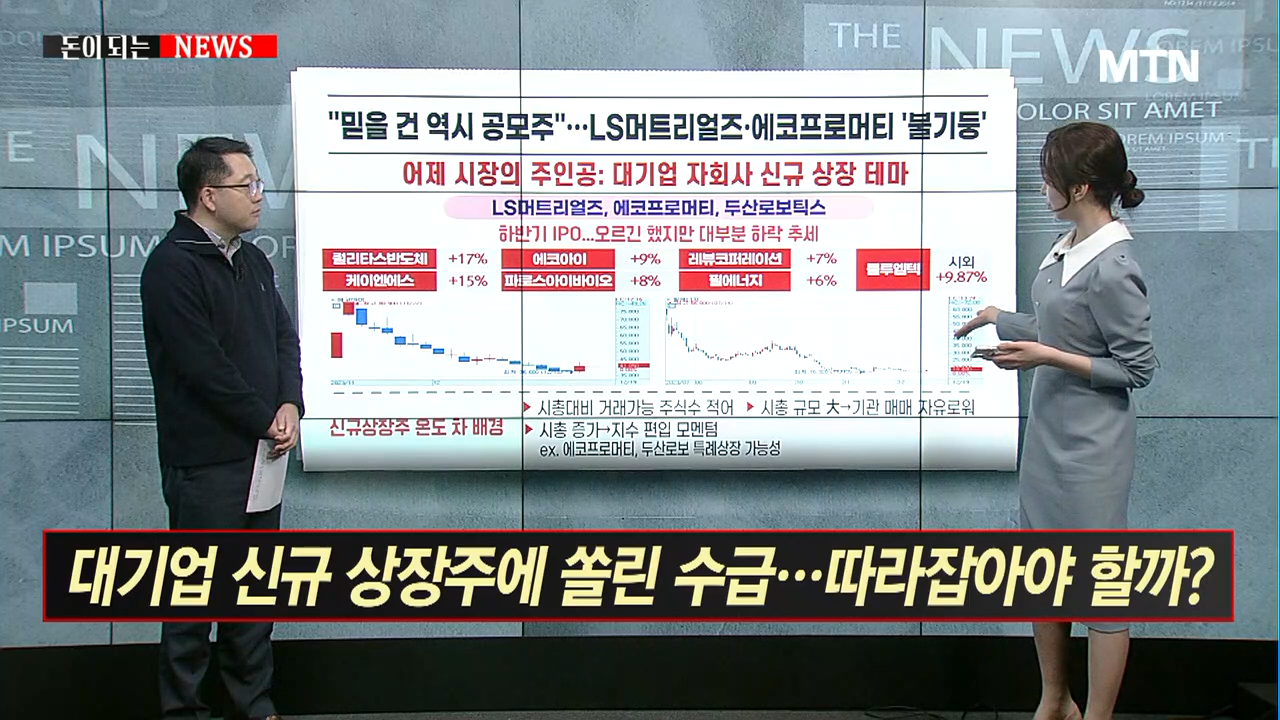 돈이 되는 NEWS
MTN
THE
NEWS
LOREM IPSUM
DOLOR SIT AMET
LOREM IPSUM
"믿을 건 역시 공모주"…LS머트리얼즈·에코프로머티 '불기둥'
어제 시장의 주인공: 대기업 자회사 신규 상장 테마
LS머트리얼즈, 에코프로머티, 두산로보틱스
하반기 IPO…오르긴 했지만 대부분 하락 추세
퀄리타스반도체 +17% 에코아이 +9% 레뷰코퍼레이션 +7% 블루엠텍 시외 +9.87%
케이엔에스 +15% 파로스아이바이오 +8% 필에너지 +6%
신규상장주 온도 차 배경
▶ 시총대비 거래가능 주식수 적어 ▶ 시총 규모 大→기관 매매 자유로워
▶ 시총 증가→지수 편입 모멘텀
ex. 에코프로머티, 두산로보 특례상장 가능성
IPSUM
대기업 신규 상장주에 쏠린 수급…따라잡아야 할까?